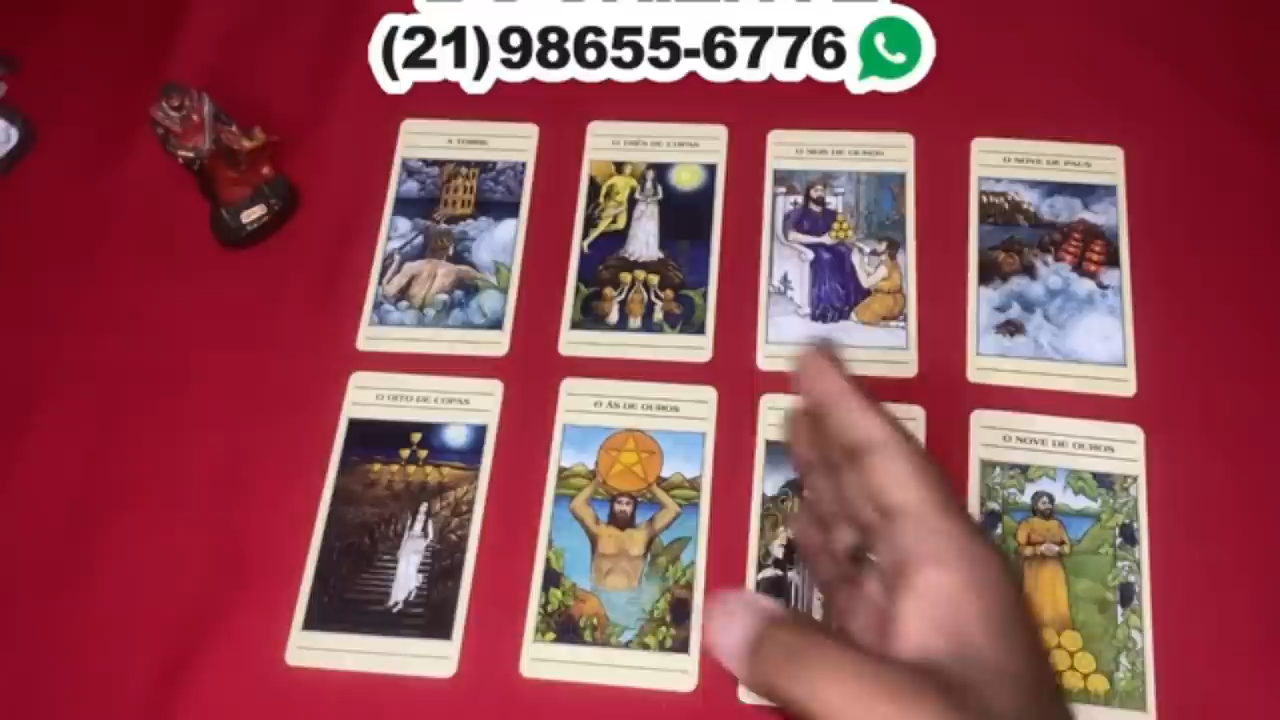 (21)98655-6776
A TORRE
O TRÊS DE COPAS
O SEIS DE OUROS
O NOVE DE PAUS
O OITO DE COPAS
O ÁS DE OUROS
O NOVE DE OUROS